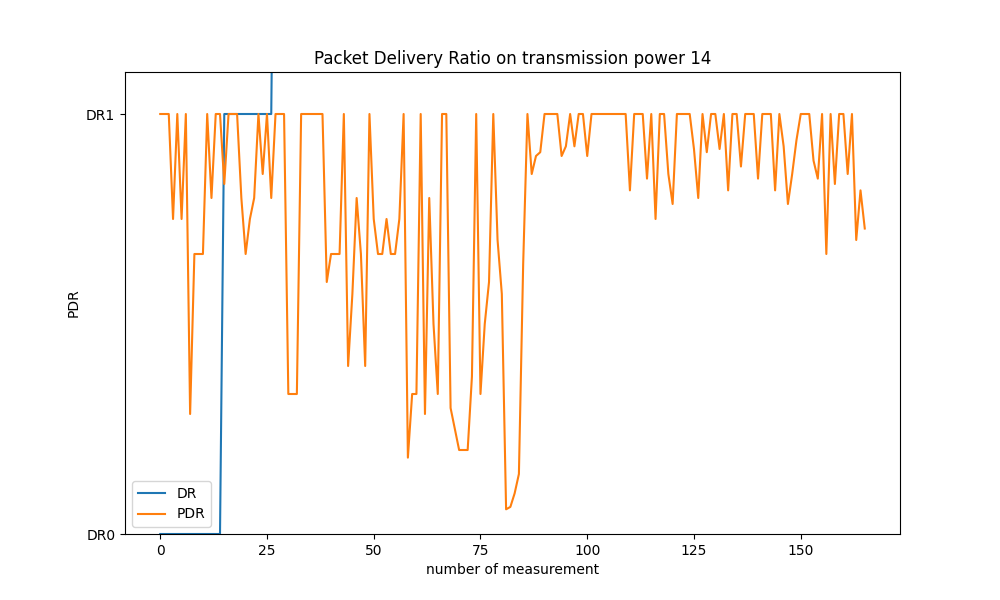 Packet Delivery Ratio on transmission power 14
DR1
PDR
DR0
DR
PDR
0 25 50 75 100 125 150
number of measurement